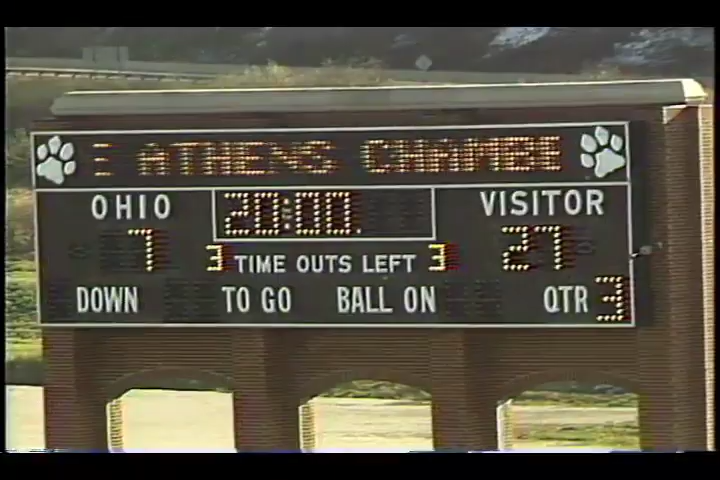 E ATHENS CHAMBE
OHIO 20:00. VISITOR
7 3 TIME OUTS LEFT 3 27
DOWN TO GO BALL ON QTR 3